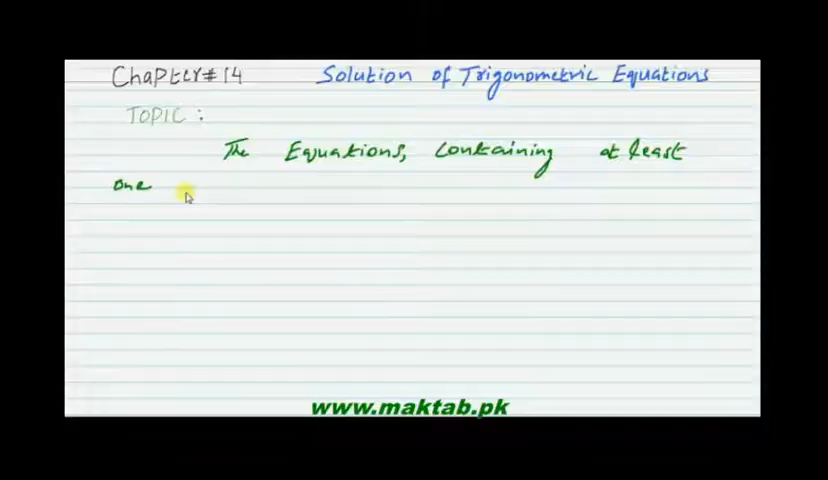 Chapter#14 Solution of Trigonometric Equations
TOPIC :
The Equations, Containing at least
one
www.maktab.pk